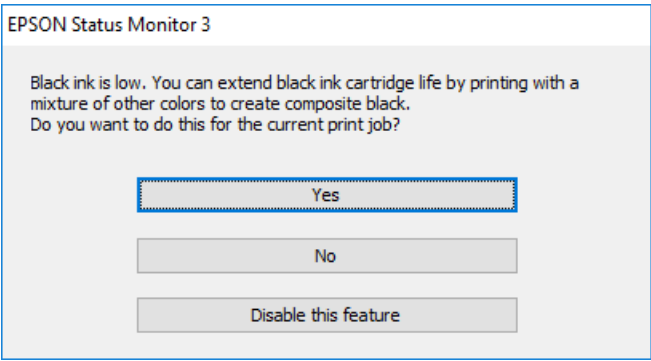 EPSON Status Monitor 3
Black ink is low. You can extend black ink cartridge life by printing with a
mixture of other colors to create composite black.
Do you want to do this for the current print job?
Yes
No
Disable this feature